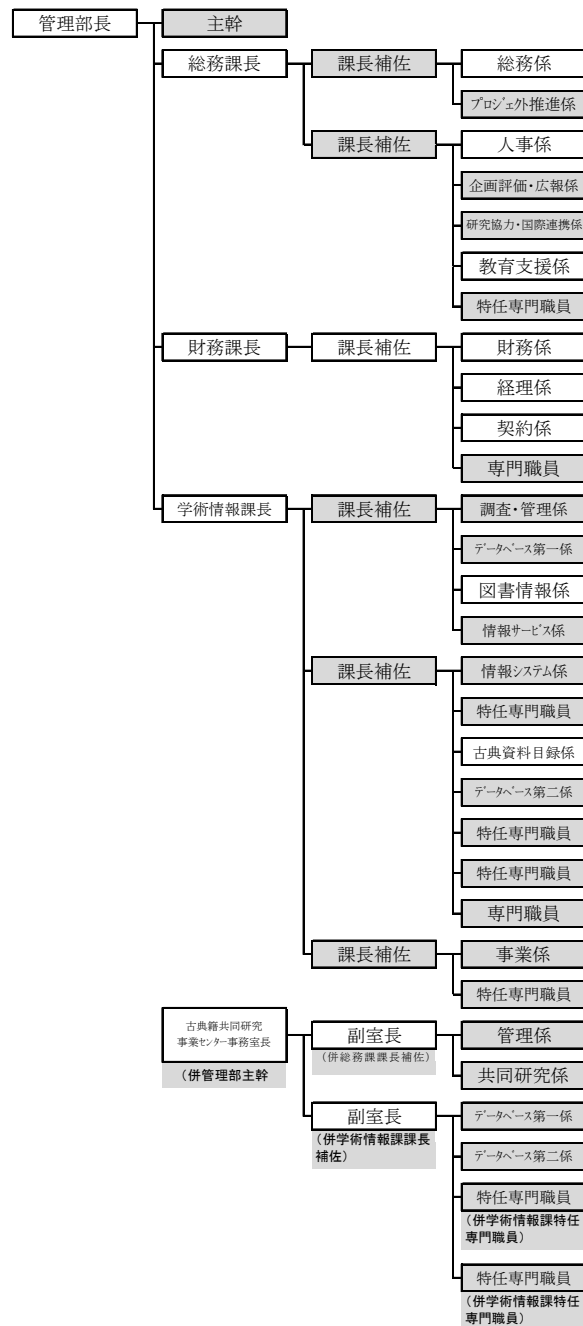 管理部長
主幹
総務課長
課長補佐
総務係
プロジェクト推進係
課長補佐
人事係
企画評価・広報係
研究協力・国際連携係
教育支援係
特任専門職員
財務課長
課長補佐
財務係
経理係
契約係
専門職員
学術情報課長
課長補佐
調査・管理係
データベース第一係
図書情報係
情報サービス係
課長補佐
情報システム係
特任専門職員
古典資料目録係
データベース第二係
特任専門職員
特任専門職員
専門職員
課長補佐
事業係
特任専門職員
古典籍共同研究
事業センター事務室長
(併管理部主幹
副室長
(併総務課課長補佐)
管理係
共同研究係
副室長
(併学術情報課課長
補佐)
データベース第一係
データベース第二係
特任専門職員
(併学術情報課特任
専門職員)
特任専門職員
(併学術情報課特任
専門職員)